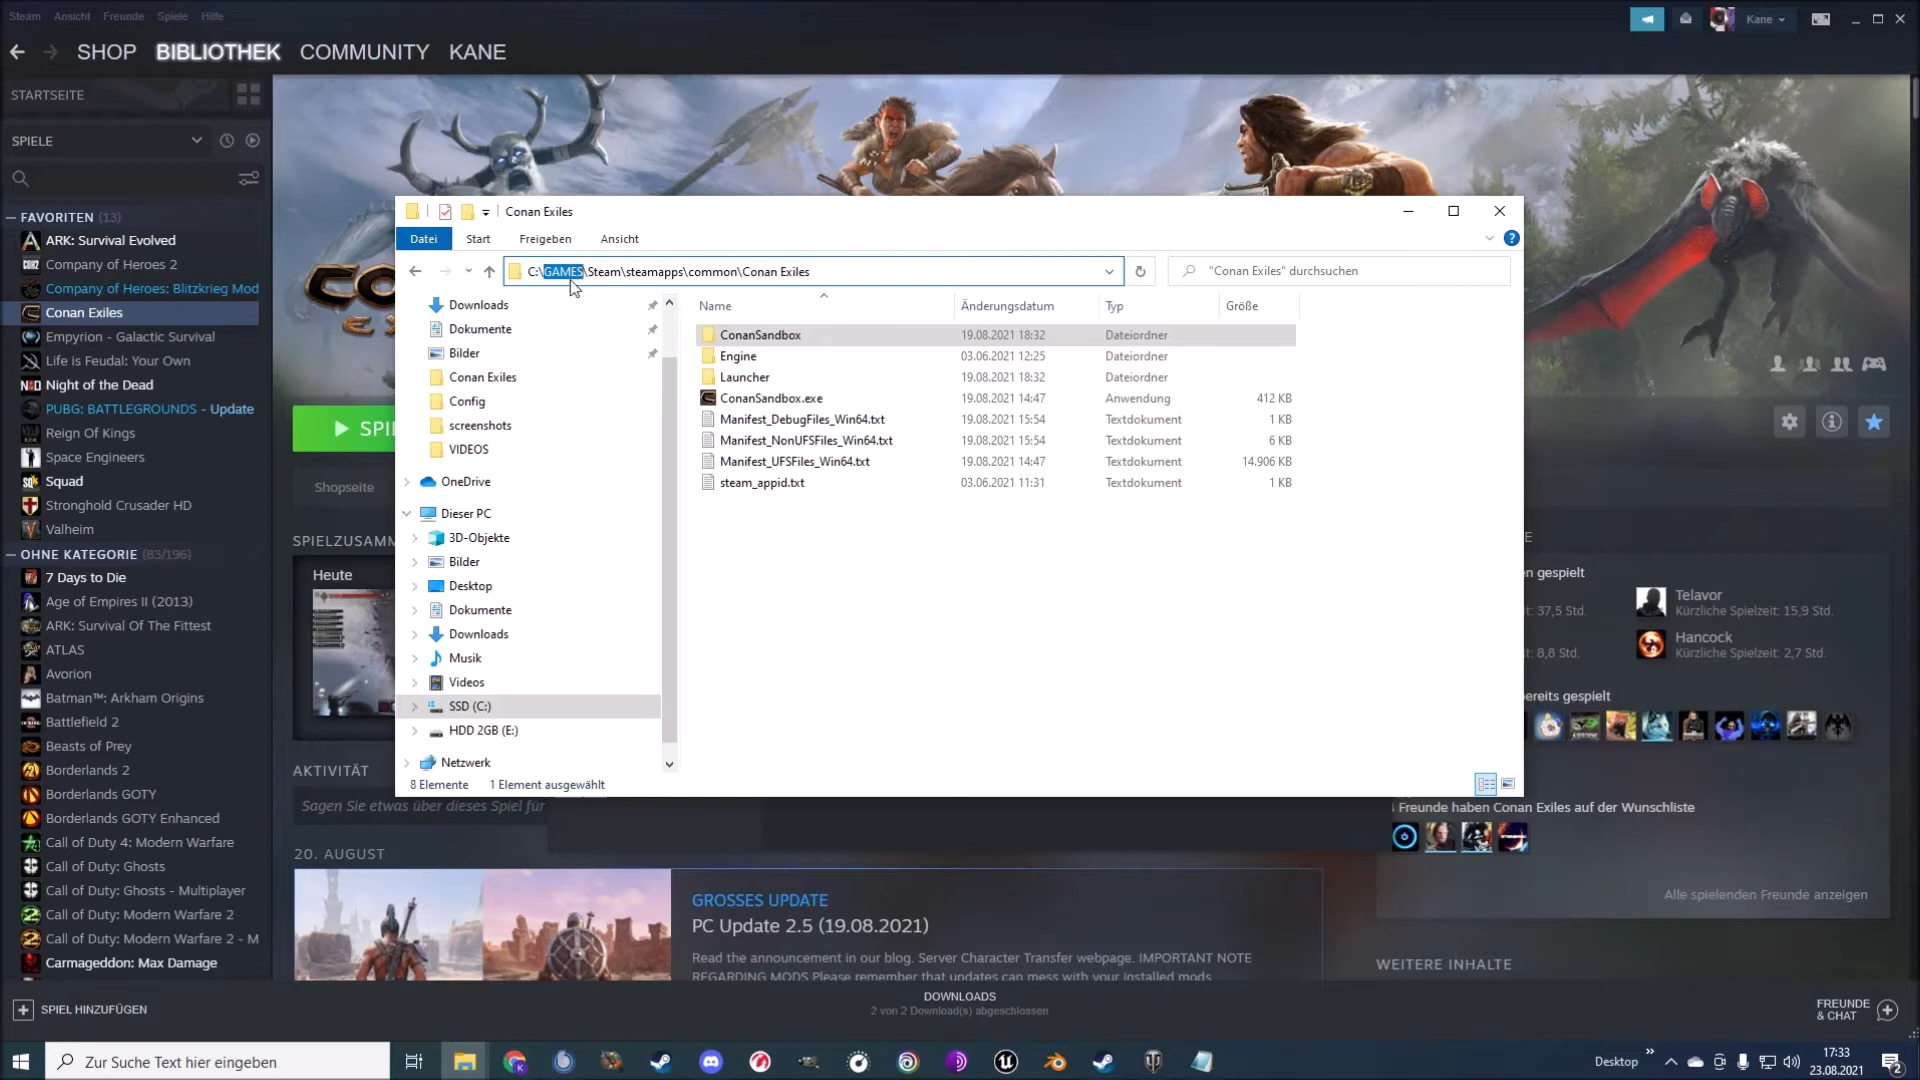 Steam Ansicht Freunde Spiele Hilfe
Kane
SHOP BIBLIOTHEK COMMUNITY KANE
STARTSEITE
SPIELE
FAVORITEN (13)
ARK: Survival Evolved
Company of Heroes 2
Company of Heroes: Blitzkrieg Mod
Conan Exiles
Empyrion - Galactic Survival
Life is Feudal: Your Own
Night of the Dead
PUBG: BATTLEGROUNDS - Update
Reign Of Kings
Space Engineers
Squad
Stronghold Crusader HD
Valheim
OHNE KATEGORIE (83/196)
7 Days to Die
Age of Empires II (2013)
ARK: Survival Of The Fittest
ATLAS
Avorion
Batman™: Arkham Origins
Battlefield 2
Beasts of Prey
Borderlands 2
Borderlands GOTY
Borderlands GOTY Enhanced
Call of Duty 4: Modern Warfare
Call of Duty: Ghosts
Call of Duty: Ghosts - Multiplayer
Call of Duty: Modern Warfare 2
Call of Duty: Modern Warfare 2 - M
Carmageddon: Max Damage
SPIEL HINZUFÜGEN
CO
EX
SPI
Shopseite
SPIELZUSAMM
Heute
AKTIVITÄT
Sagen Sie etwas über dieses Spiel für
20. AUGUST
GROSSES UPDATE
PC Update 2.5 (19.08.2021)
Read the announcement in our blog. Server Character Transfer webpage. IMPORTANT NOTE
REGARDING MODS Please remember that updates can mess with your installed mods
Conan Exiles
Datei Start Freigeben Ansicht
C:\GAMES\Steam\steamapps\common\Conan Exiles
"Conan Exiles" durchsuchen
Downloads
Dokumente
Bilder
Conan Exiles
Config
screenshots
VIDEOS
OneDrive
Dieser PC
3D-Objekte
Bilder
Desktop
Dokumente
Downloads
Musik
Videos
SSD (C:)
HDD 2GB (E:)
Netzwerk
Name Änderungsdatum Typ Größe
ConanSandbox 19.08.2021 18:32 Dateiordner
Engine 03.06.2021 12:25 Dateiordner
Launcher 19.08.2021 18:32 Dateiordner
ConanSandbox.exe 19.08.2021 14:47 Anwendung 412 KB
Manifest_DebugFiles_Win64.txt 19.08.2021 15:54 Textdokument 1 KB
Manifest_NonUFSFiles_Win64.txt 19.08.2021 15:54 Textdokument 6 KB
Manifest_UFSFiles_Win64.txt 19.08.2021 14:47 Textdokument 14.906 KB
steam_appid.txt 03.06.2021 11:31 Textdokument 1 KB
8 Elemente 1 Element ausgewählt
E
n gespielt
t: 37,5 Std.
Telavor
Kürzliche Spielzeit: 15,9 Std.
t: 8,8 Std.
Hancock
Kürzliche Spielzeit: 2,7 Std.
bereits gespielt
Freunde haben Conan Exiles auf der Wunschliste
Alle spielenden Freunde anzeigen
WEITERE INHALTE
DOWNLOADS
2 von 2 Download(s) abgeschlossen
FREUNDE
& CHAT
Zur Suche Text hier eingeben
Desktop
17:33
23.08.2021
2